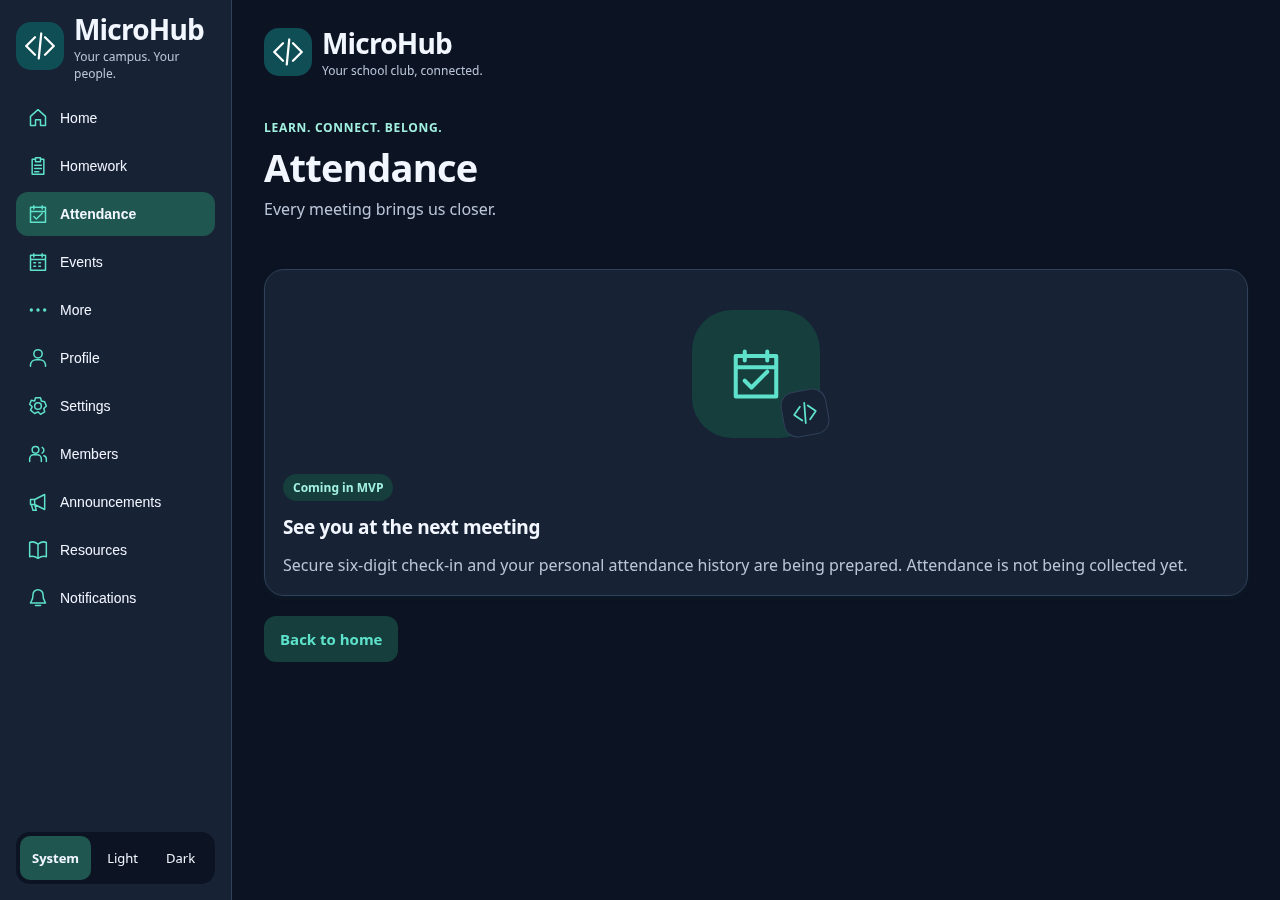 MicroHub
Your campus. Your
people.
Home
Homework
Attendance
Events
More
Profile
Settings
Members
Announcements
Resources
Notifications
System
Light
Dark
MicroHub
Your school club, connected.
LEARN. CONNECT. BELONG.
Attendance
Every meeting brings us closer.
Coming in MVP
See you at the next meeting
Secure six-digit check-in and your personal attendance history are being prepared. Attendance is not being collected yet.
Back to home